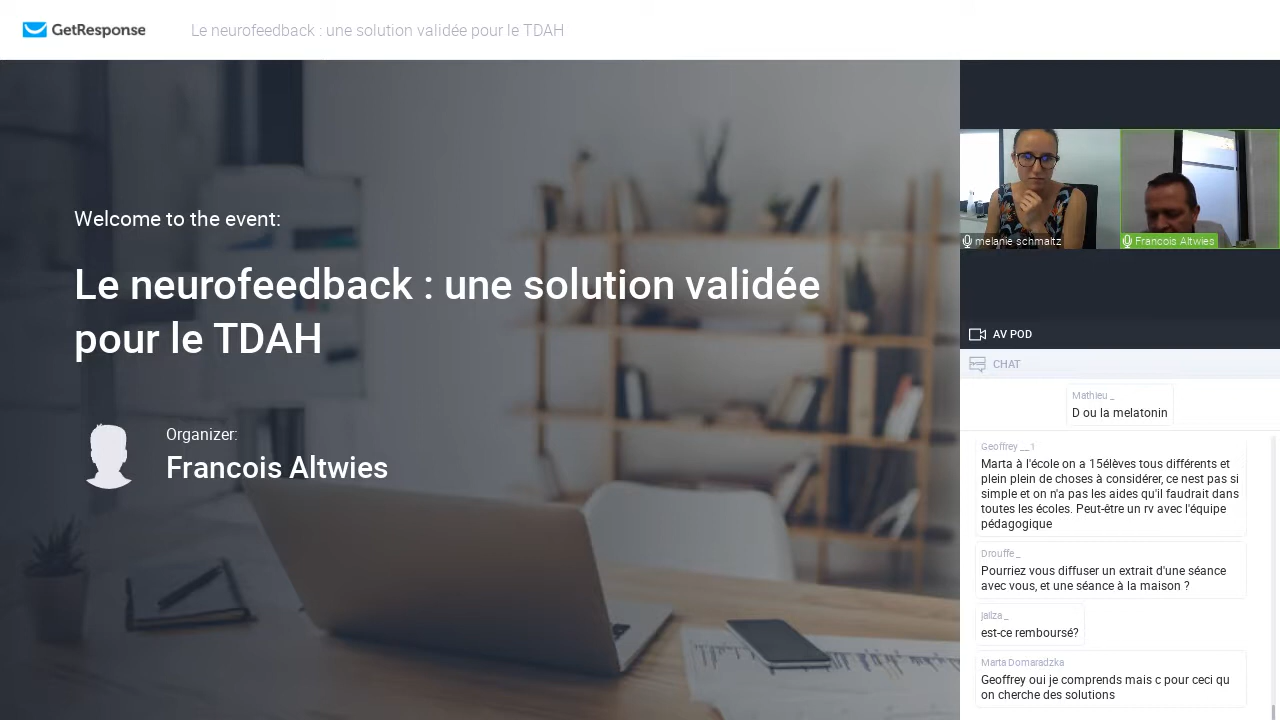 GetResponse
Le neurofeedback : une solution validée pour le TDAH
Welcome to the event:
Le neurofeedback : une solution validée
pour le TDAH
Organizer:
Francois Altwies
melanie schmaltz
Francois Altwies
AV POD
CHAT
Mathieu _
D ou la melatonin
Geoffrey __1
Marta à l'école on a 15élèves tous différents et
plein plein de choses à considérer, ce nest pas si
simple et on n'a pas les aides qu'il faudrait dans
toutes les écoles. Peut-être un rv avec l'équipe
pédagogique
Drouffe _
Pourriez vous diffuser un extrait d'une séance
avec vous, et une séance à la maison ?
jailza _
est-ce remboursé?
Marta Domaradzka
Geoffrey oui je comprends mais c pour ceci qu
on cherche des solutions